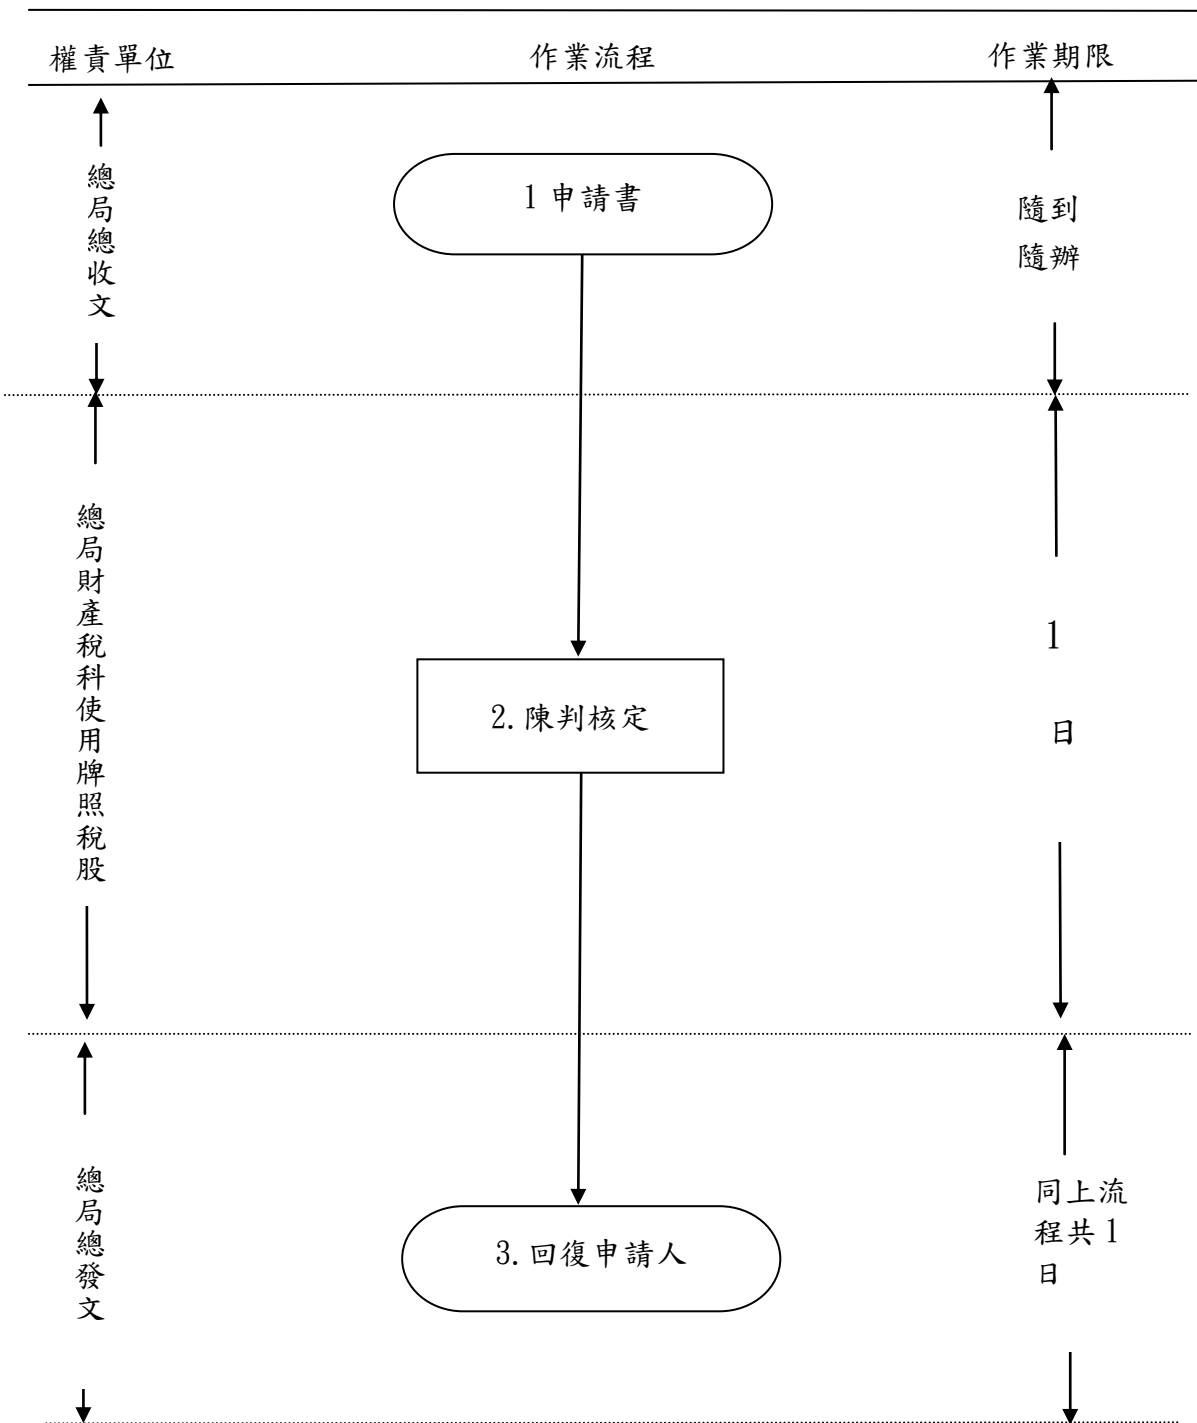 權責單位 作業流程 作業期限
總局總收文
1 申請書
隨到
隨辦
總局財產稅科使用牌照稅股
2. 陳判核定
1
日
總局總發文
3. 回復申請人
同上流
程共 1
日